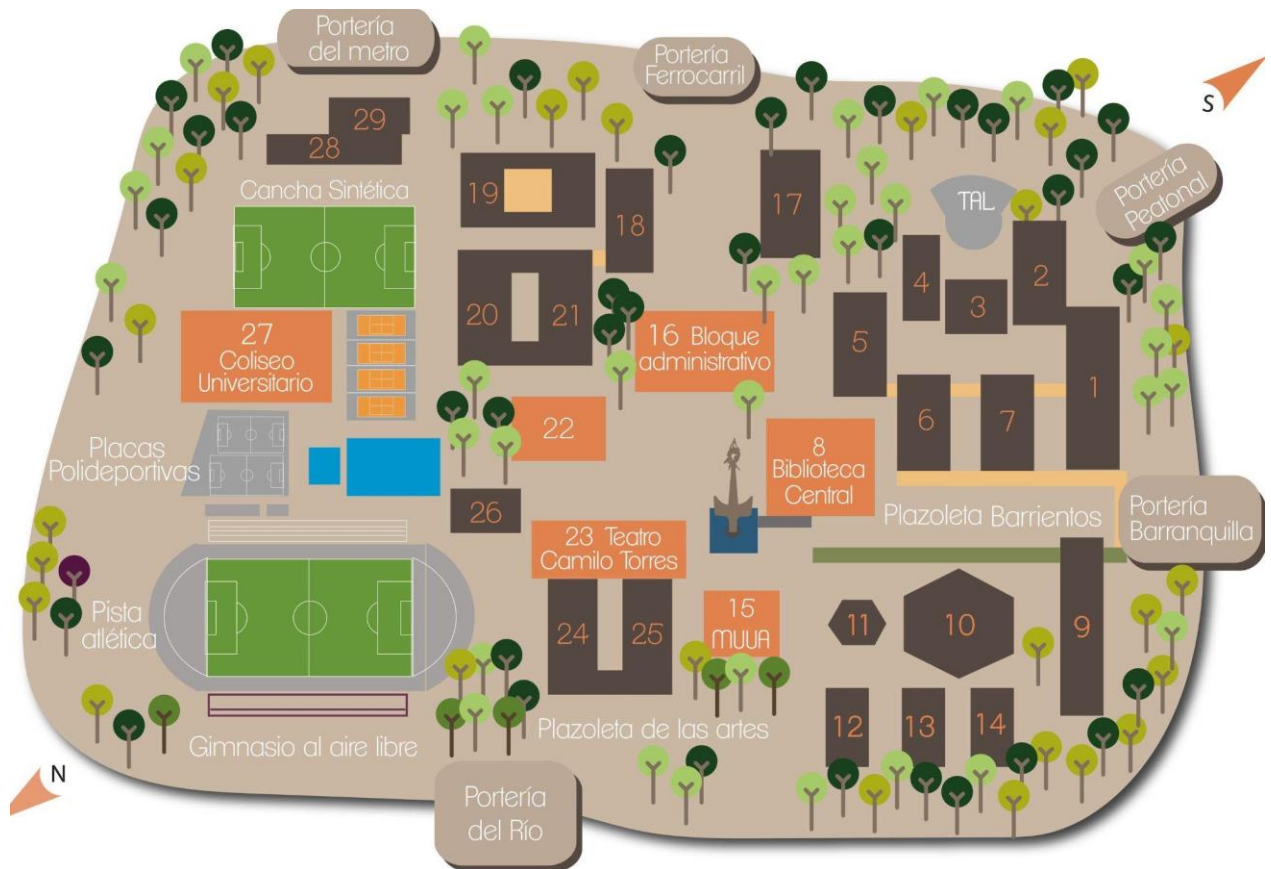 Portería
del metro
Portería
Ferrocarril
S
Portería
Peatonal
29
28
Cancha Sintética
19
18
17
TAL
4
3
2
20
21
27
Coliseo
Universitario
16 Bloque
administrativo
5
1
6
7
22
Placas
Polideportivas
8
Biblioteca
Central
26
Plazoleta Barrientos
Portería
Barranquilla
23 Teatro
Camilo Torres
Pista
atlética
24
25
15
MUUA
11
10
9
12
13
14
Plazoleta de las artes
Gimnasio al aire libre
N
Portería
del Río